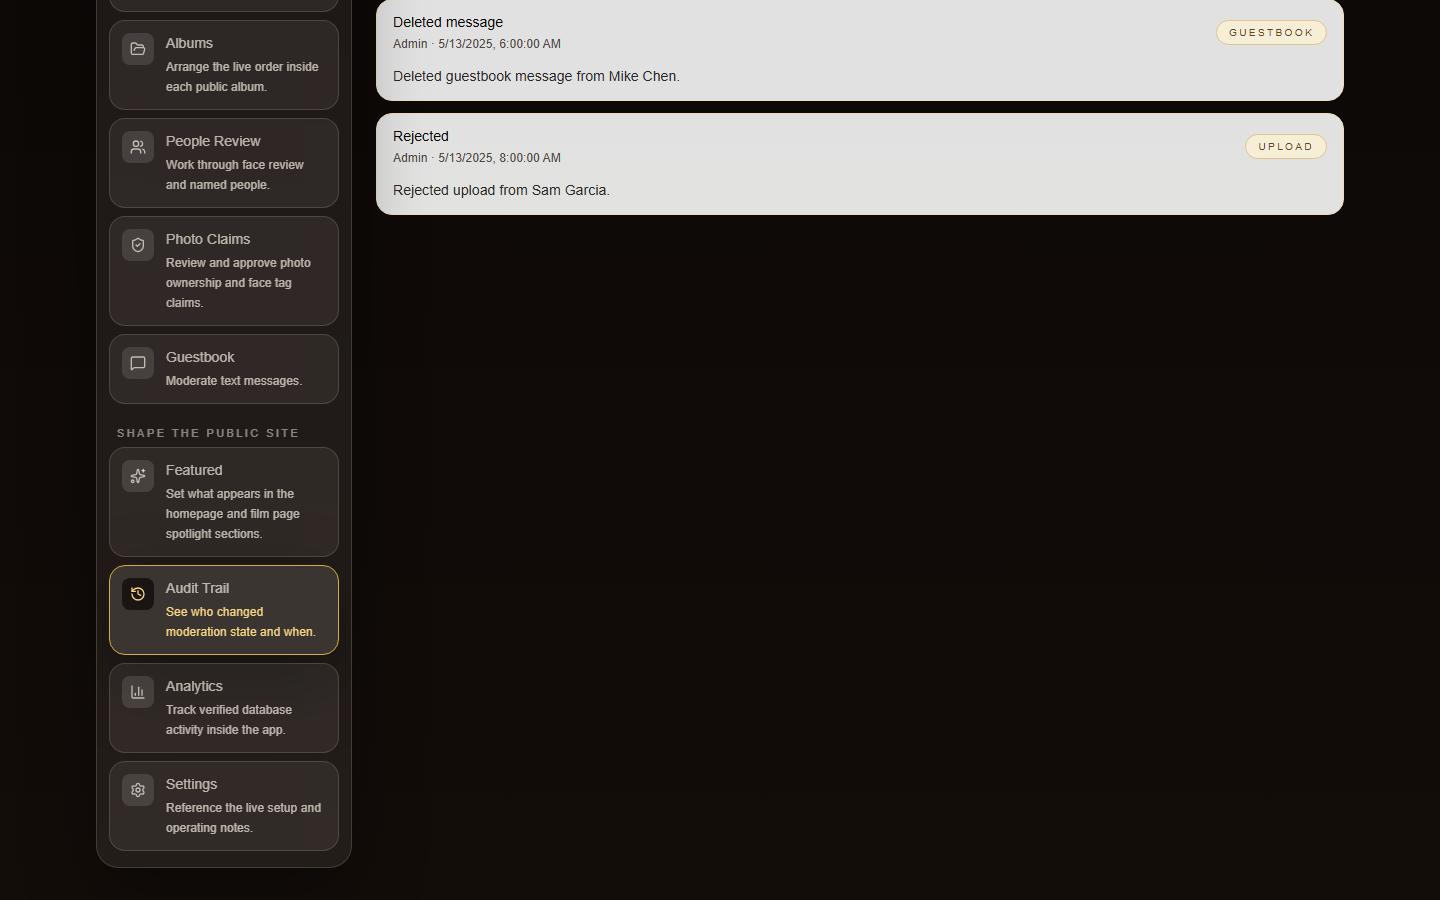 Albums
Arrange the live order inside
each public album.
People Review
Work through face review
and named people.
Photo Claims
Review and approve photo
ownership and face tag
claims.
Guestbook
Moderate text messages.
SHAPE THE PUBLIC SITE
Featured
Set what appears in the
homepage and film page
spotlight sections.
Audit Trail
See who changed
moderation state and when.
Analytics
Track verified database
activity inside the app.
Settings
Reference the live setup and
operating notes.
Deleted message
Admin · 5/13/2025, 6:00:00 AM
GUESTBOOK
Deleted guestbook message from Mike Chen.
Rejected
Admin · 5/13/2025, 8:00:00 AM
UPLOAD
Rejected upload from Sam Garcia.